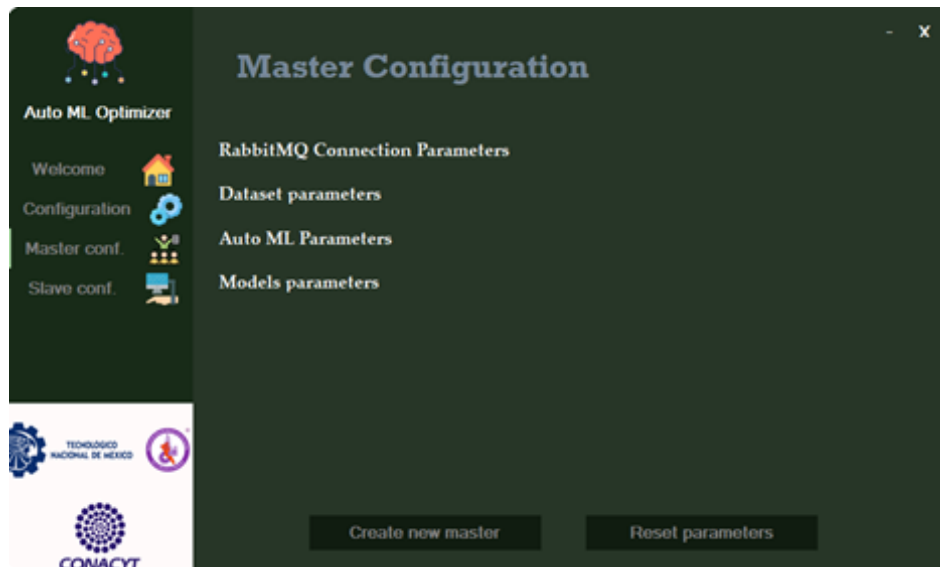 - X
Master Configuration
Auto ML Optimizer
Welcome
Configuration
Master conf.
Slave conf.
RabbitMQ Connection Parameters
Dataset parameters
Auto ML Parameters
Models parameters
TECNOLÓGICO
NACIONAL DE MÉXICO
CONACYT
Create new master
Reset parameters